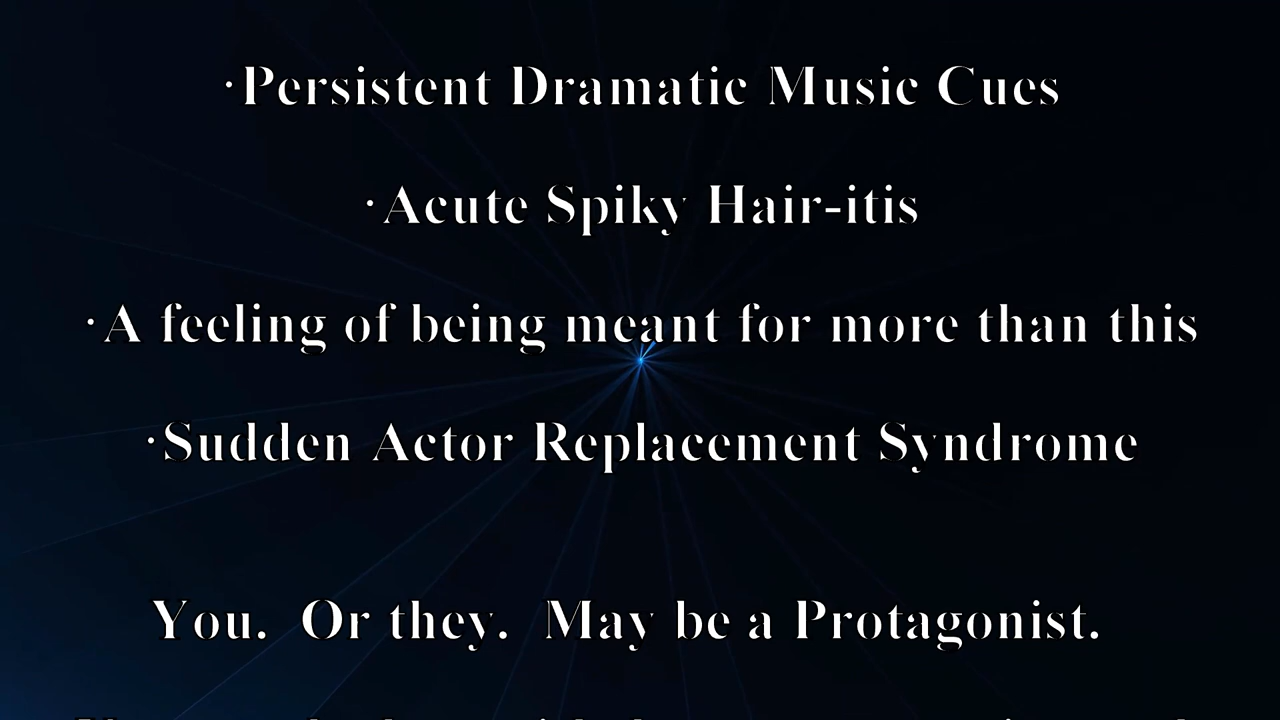 ·Persistent Dramatic Music Cues
·Acute Spiky Hair-itis
·A feeling of being meant for more than this
·Sudden Actor Replacement Syndrome
You. Or they. May be a Protagonist.